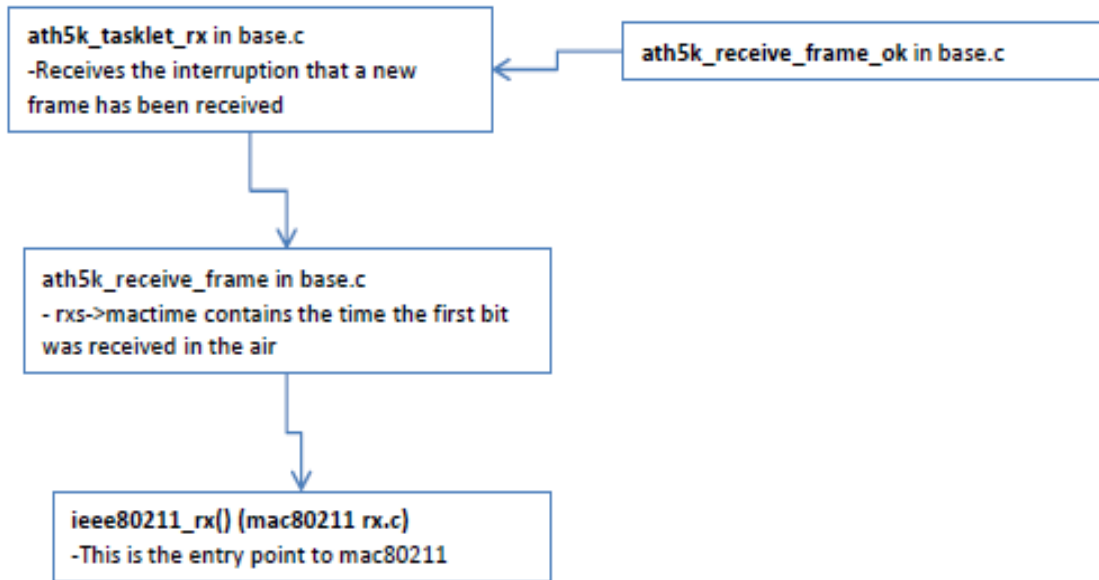 ath5k_tasklet_rx in base.c
-Receives the interruption that a new
frame has been received
ath5k_receive_frame_ok in base.c
ath5k_receive_frame in base.c
- rxs->mactime contains the time the first bit
was received in the air
ieee80211_rx() (mac80211 rx.c)
-This is the entry point to mac80211